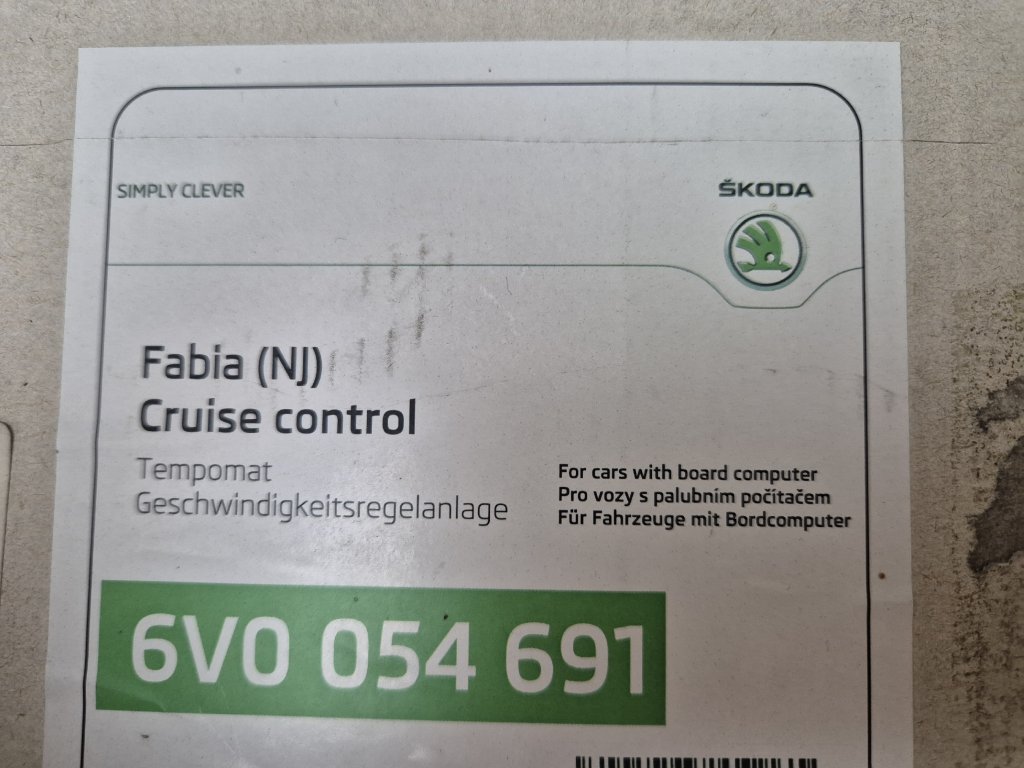 SIMPLY CLEVER
ŠKODA
Fabia (NJ)
Cruise control
Tempomat
Geschwindigkeitsregelanlage
For cars with board computer
Pro vozy s palubním počítačem
Für Fahrzeuge mit Bordcomputer
6V0 054 691